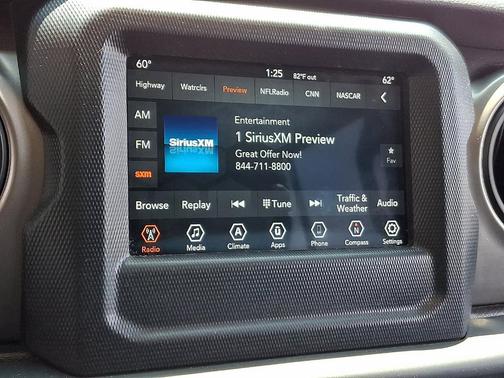 60°
1:25
82°F out
62°
Highway
Watrclrs
Preview
NFLRadio
CNN
NASCAR
AM
FM
sxm
SiriusXM
Entertainment
1 SiriusXM Preview
Great Offer Now!
844-711-8800
Fav
Browse
Replay
Tune
Traffic &
Weather
Audio
Radio
Media
A
Climate
Apps
Phone
N
Compass
Settings